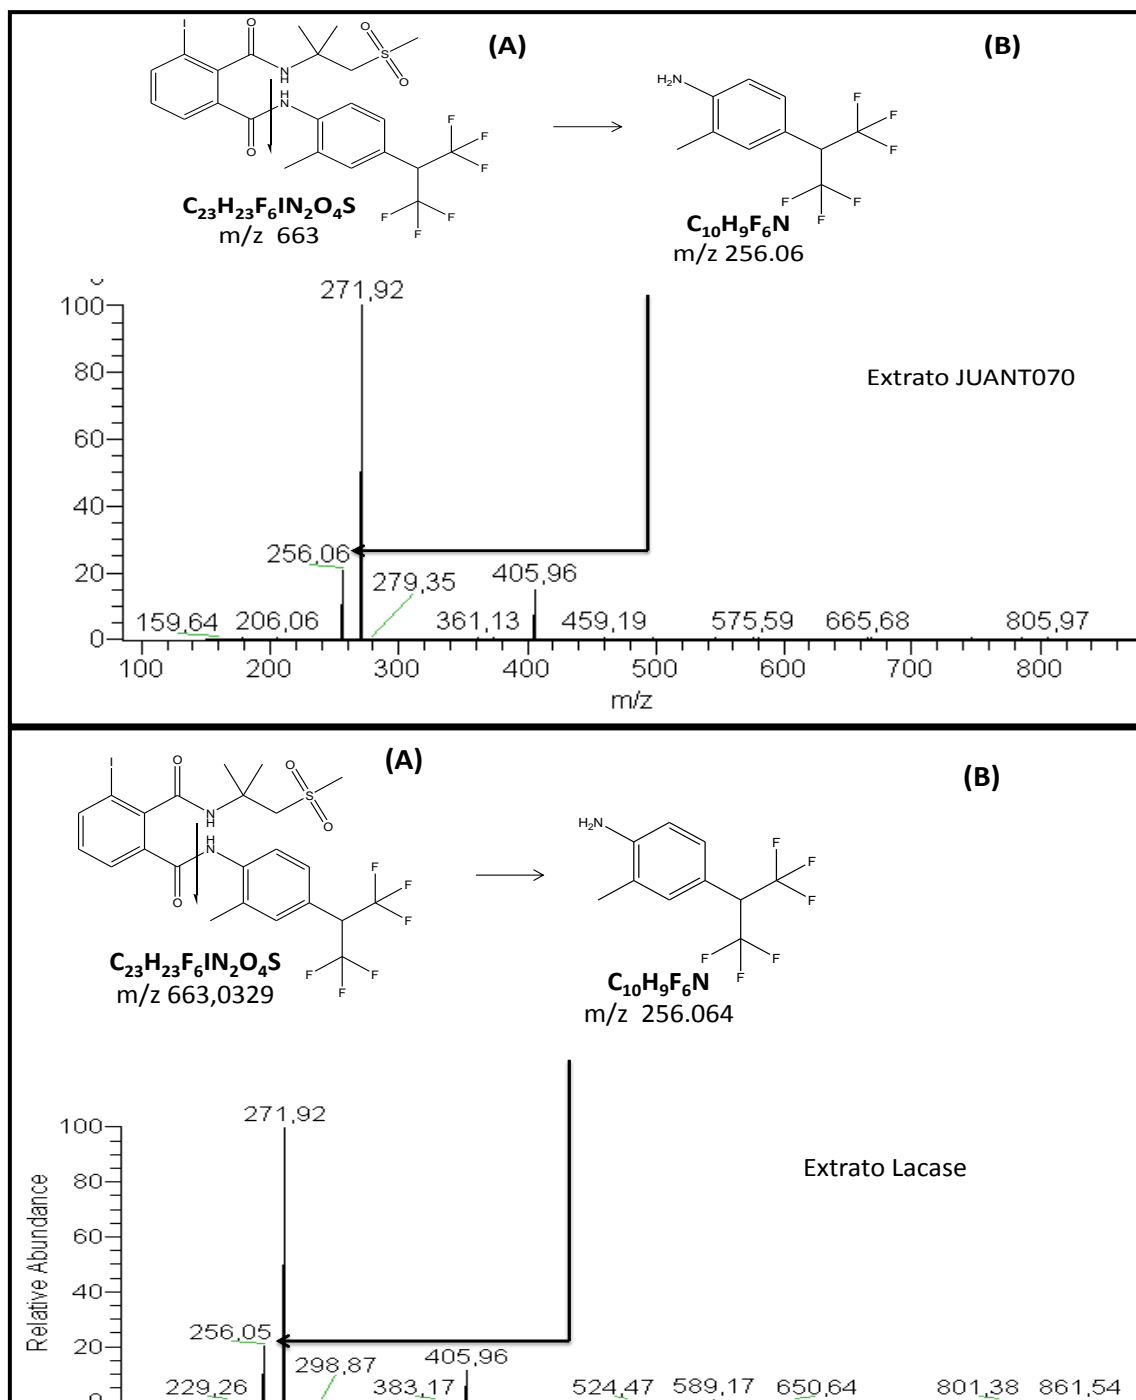 (A)
(B)
I
O
O
S
O
N
H
H
N
O
F
F
F
F
F
F
C23H23F6IN2O4S
m/z 663
H2N
F
F
F
F
F
F
C10H9F6N
m/z 256.06
Extrato JUANT070
271,92
256,06
279,35
405,96
159,64
206,06
361,13
459,19
575,59
665,68
805,97
100
80
60
40
20
0
100 200 300 400 500 600 700 800
m/z
(A)
(B)
I
O
O
S
O
N
H
H
N
O
F
F
F
F
F
F
C23H23F6IN2O4S
m/z 663,0329
H2N
F
F
F
F
F
F
C10H9F6N
m/z 256.064
Extrato Lacase
Relative Abundance
271,92
256,05
298,87
405,96
229,26
383,17
524,47
589,17
650,64
801,38
861,54
100
80
60
40
20